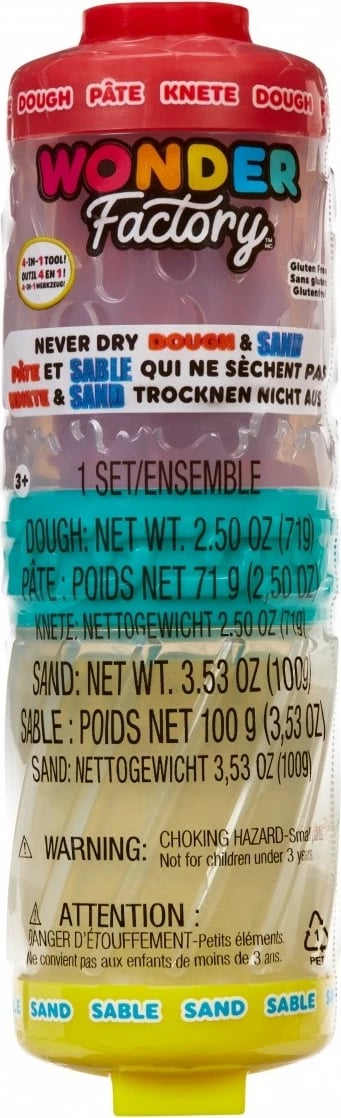 DOUGH PÂTE KNETE DOUGH
WONDER
Factory
TM
MC
4-IN-1 TOOL!
OUTIL 4 EN 1!
4-IN-1 WERKZEUG!
Gluten Free
Sans gluten
Glutenfrei
NEVER DRY DOUGH & SAND
PÂTE ET SABLE QUI NE SÈCHENT PAS
KNETE & SAND TROCKNEN NICHT AUS
3+
1 SET/ENSEMBLE
DOUGH: NET WT. 2.50 OZ (71g)
PÂTE : POIDS NET 71 g (2,50 OZ)
KNETE: NETTOGEWICHT 2.50 OZ (71g)
SAND: NET WT. 3.53 OZ (100g)
SABLE : POIDS NET 100 g (3,53 OZ)
SAND: NETTOGEWICHT 3,53 OZ (100g)
WARNING: CHOKING HAZARD-Small
Not for children under 3 years
ATTENTION :
DANGER D'ÉTOUFFEMENT-Petits éléments.
Ne convient pas aux enfants de moins de 3 ans.
1
PET
SAND SABLE SAND SABLE